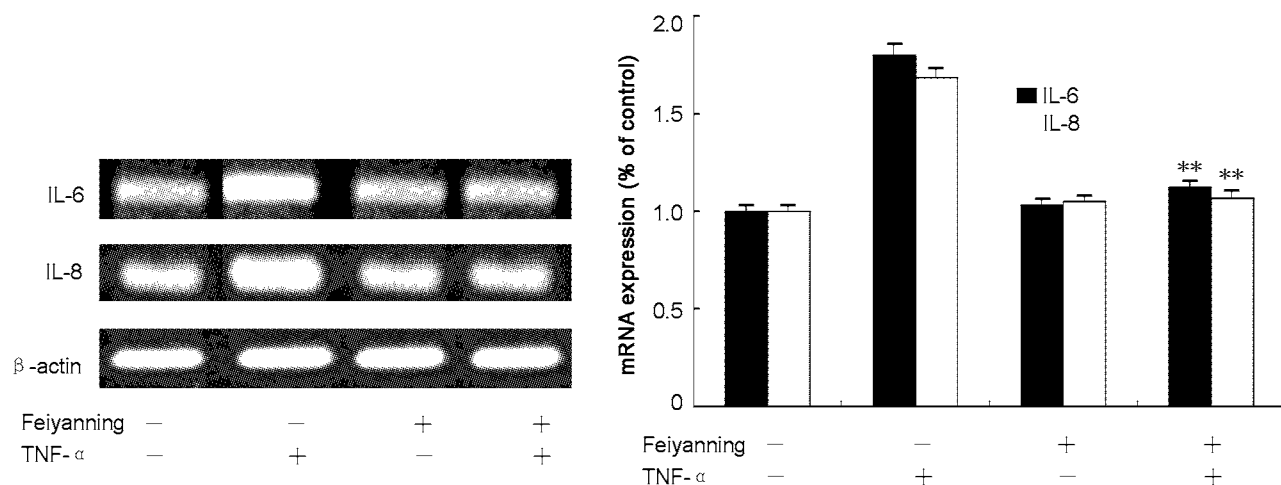 IL-6
IL-8
β-actin
Feiyanning − − + +
TNF-α − + − +
mRNA expression (% of control)
2.0
1.5
1.0
0.5
0
IL-6
IL-8
** **
Feiyanning − − + +
TNF-α − + − +